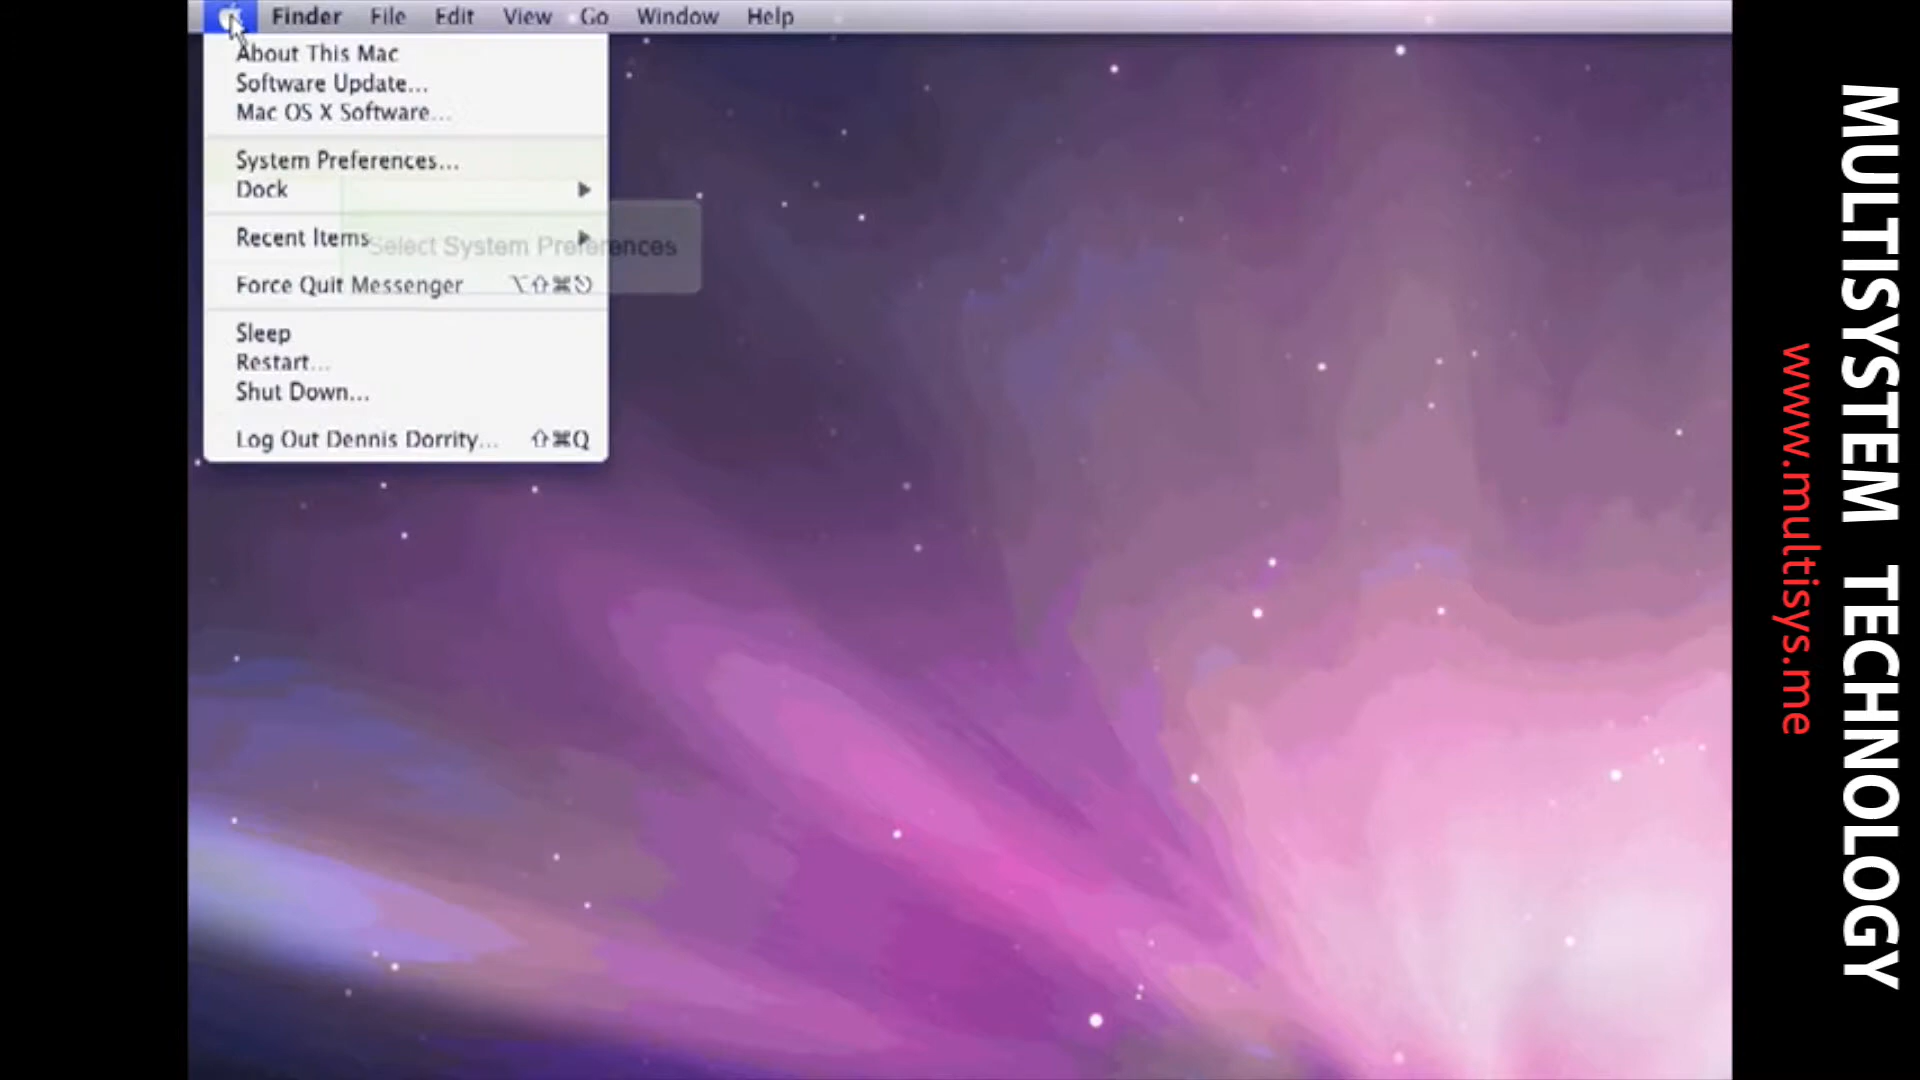 Finder File Edit View Go Window Help
About This Mac
Software Update...
Mac OS X Software...
System Preferences...
Dock
Recent Items
Select System Preferences
Force Quit Messenger ⌥⇧⌘⎋
Sleep
Restart...
Shut Down...
Log Out Dennis Dorrity... ⇧⌘Q
MULTISYSTEM TECHNOLOGY
www.multisys.me